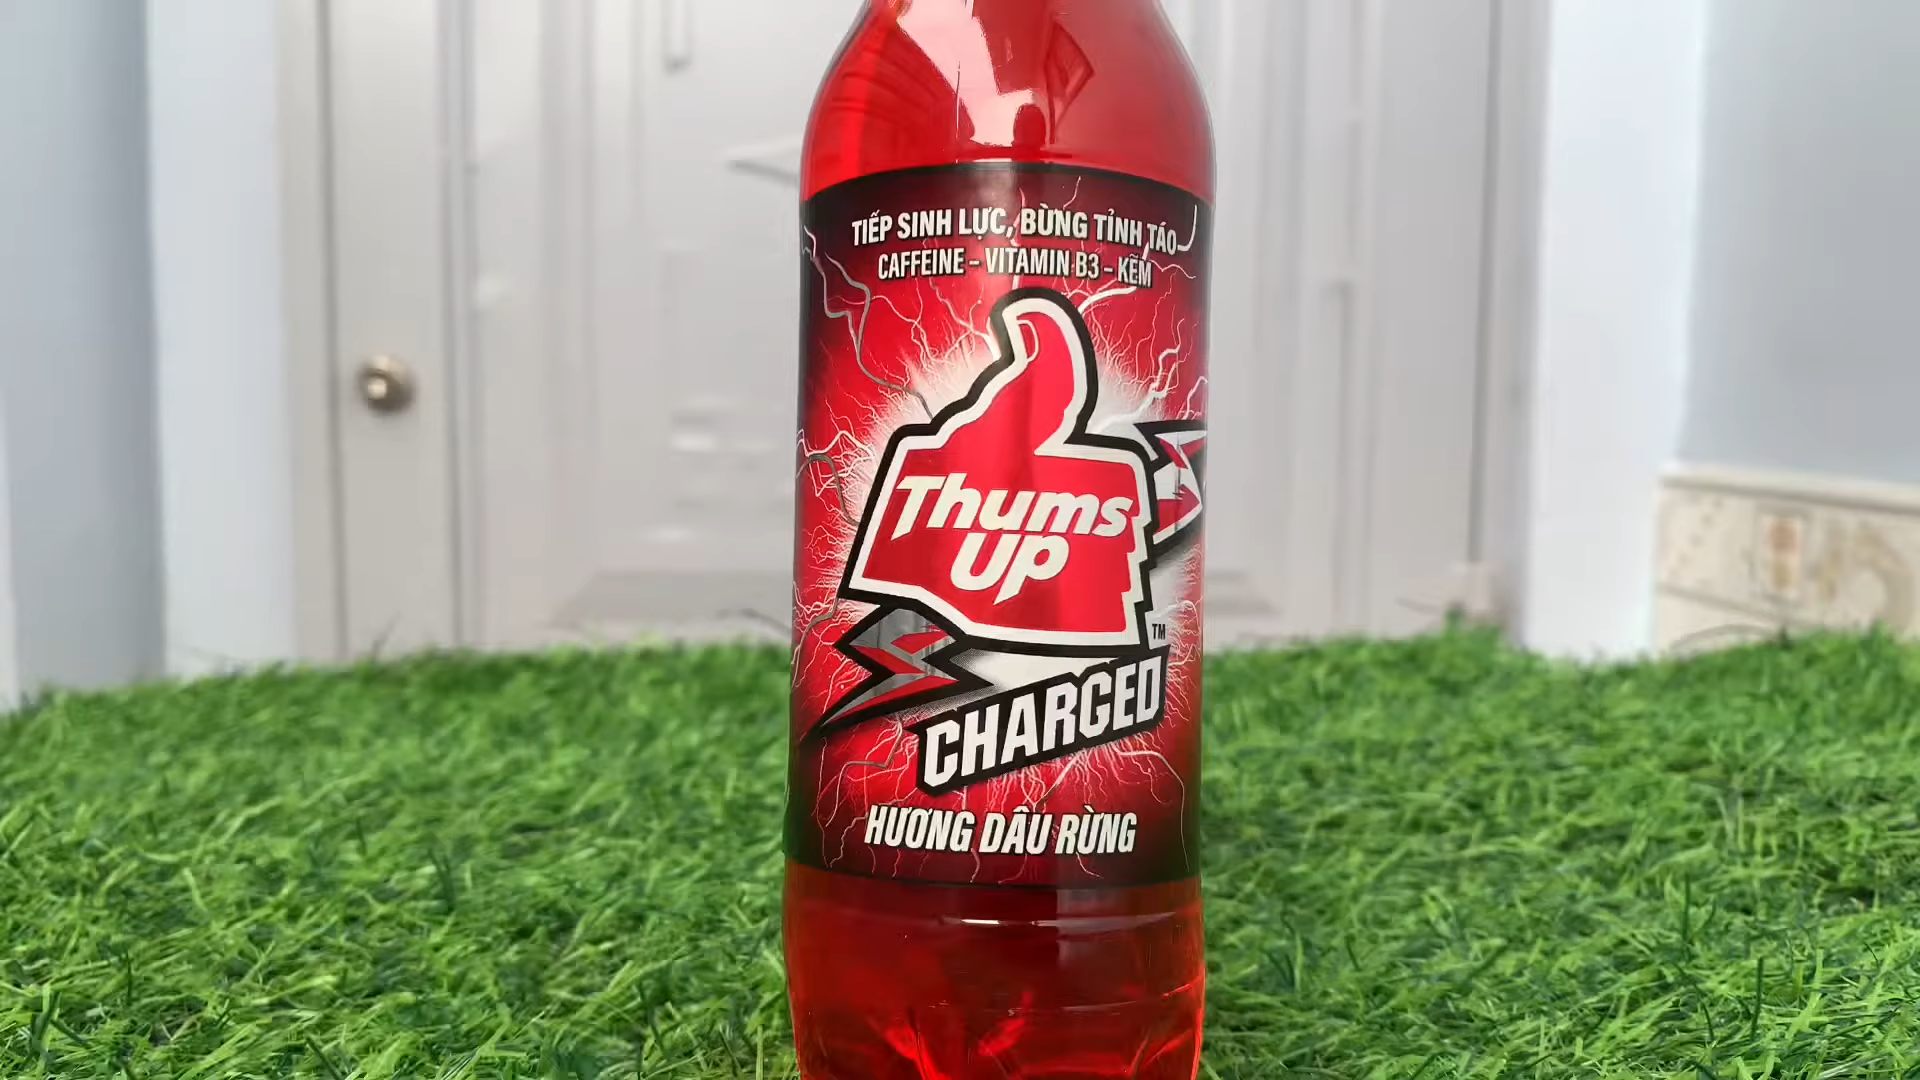 TIẾP SINH LỰC, BỪNG TỈNH TÁO
CAFFEINE - VITAMIN B3 - KẼM
Thums
UP
TM
CHARGED
HƯƠNG DÂU RỪNG